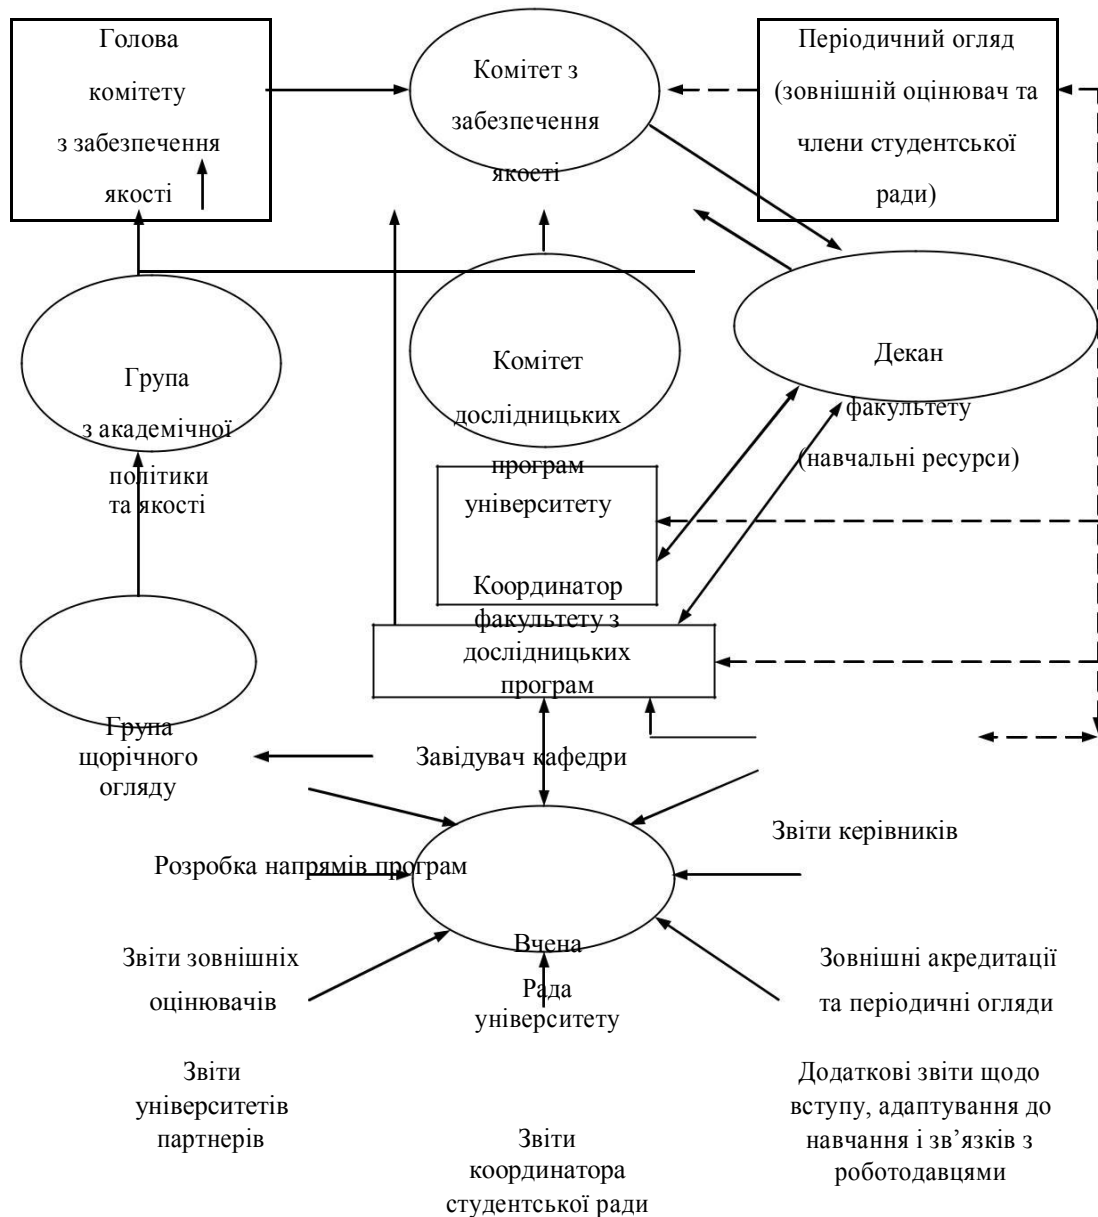 Голова
комітету
з забезпечення
якості
Комітет з
забезпечення
якості
Періодичний огляд
(зовнішній оцінювач та
члени студентської
ради)
Група
з академічної
політики
та якості
Комітет
дослідницьких
програм
університету
Декан
факультету
(навчальні ресурси)
Координатор
факультету з
дослідницьких
програм
Група
щорічного
огляду
Завідувач кафедри
Звіти керівників
Розробка напрямів програм
Вчена
Рада
університету
Звіти зовнішніх
оцінювачів
Зовнішні акредитації
та періодичні огляди
Звіти
університетів
партнерів
Звіти
координатора
студентської ради
Додаткові звіти щодо
вступу, адаптування до
навчання і зв’язків з
роботодавцями